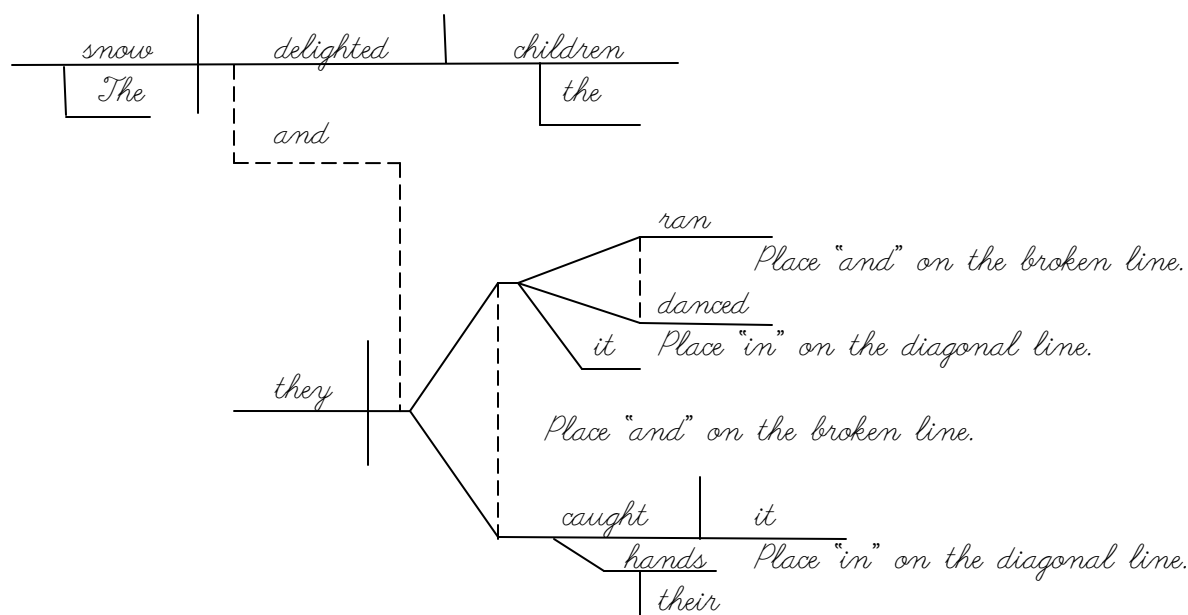 snow delighted children
The the
and
ran
Place “and” on the broken line.
danced
it Place “in” on the diagonal line.
they
Place “and” on the broken line.
caught it
hands Place “in” on the diagonal line.
their